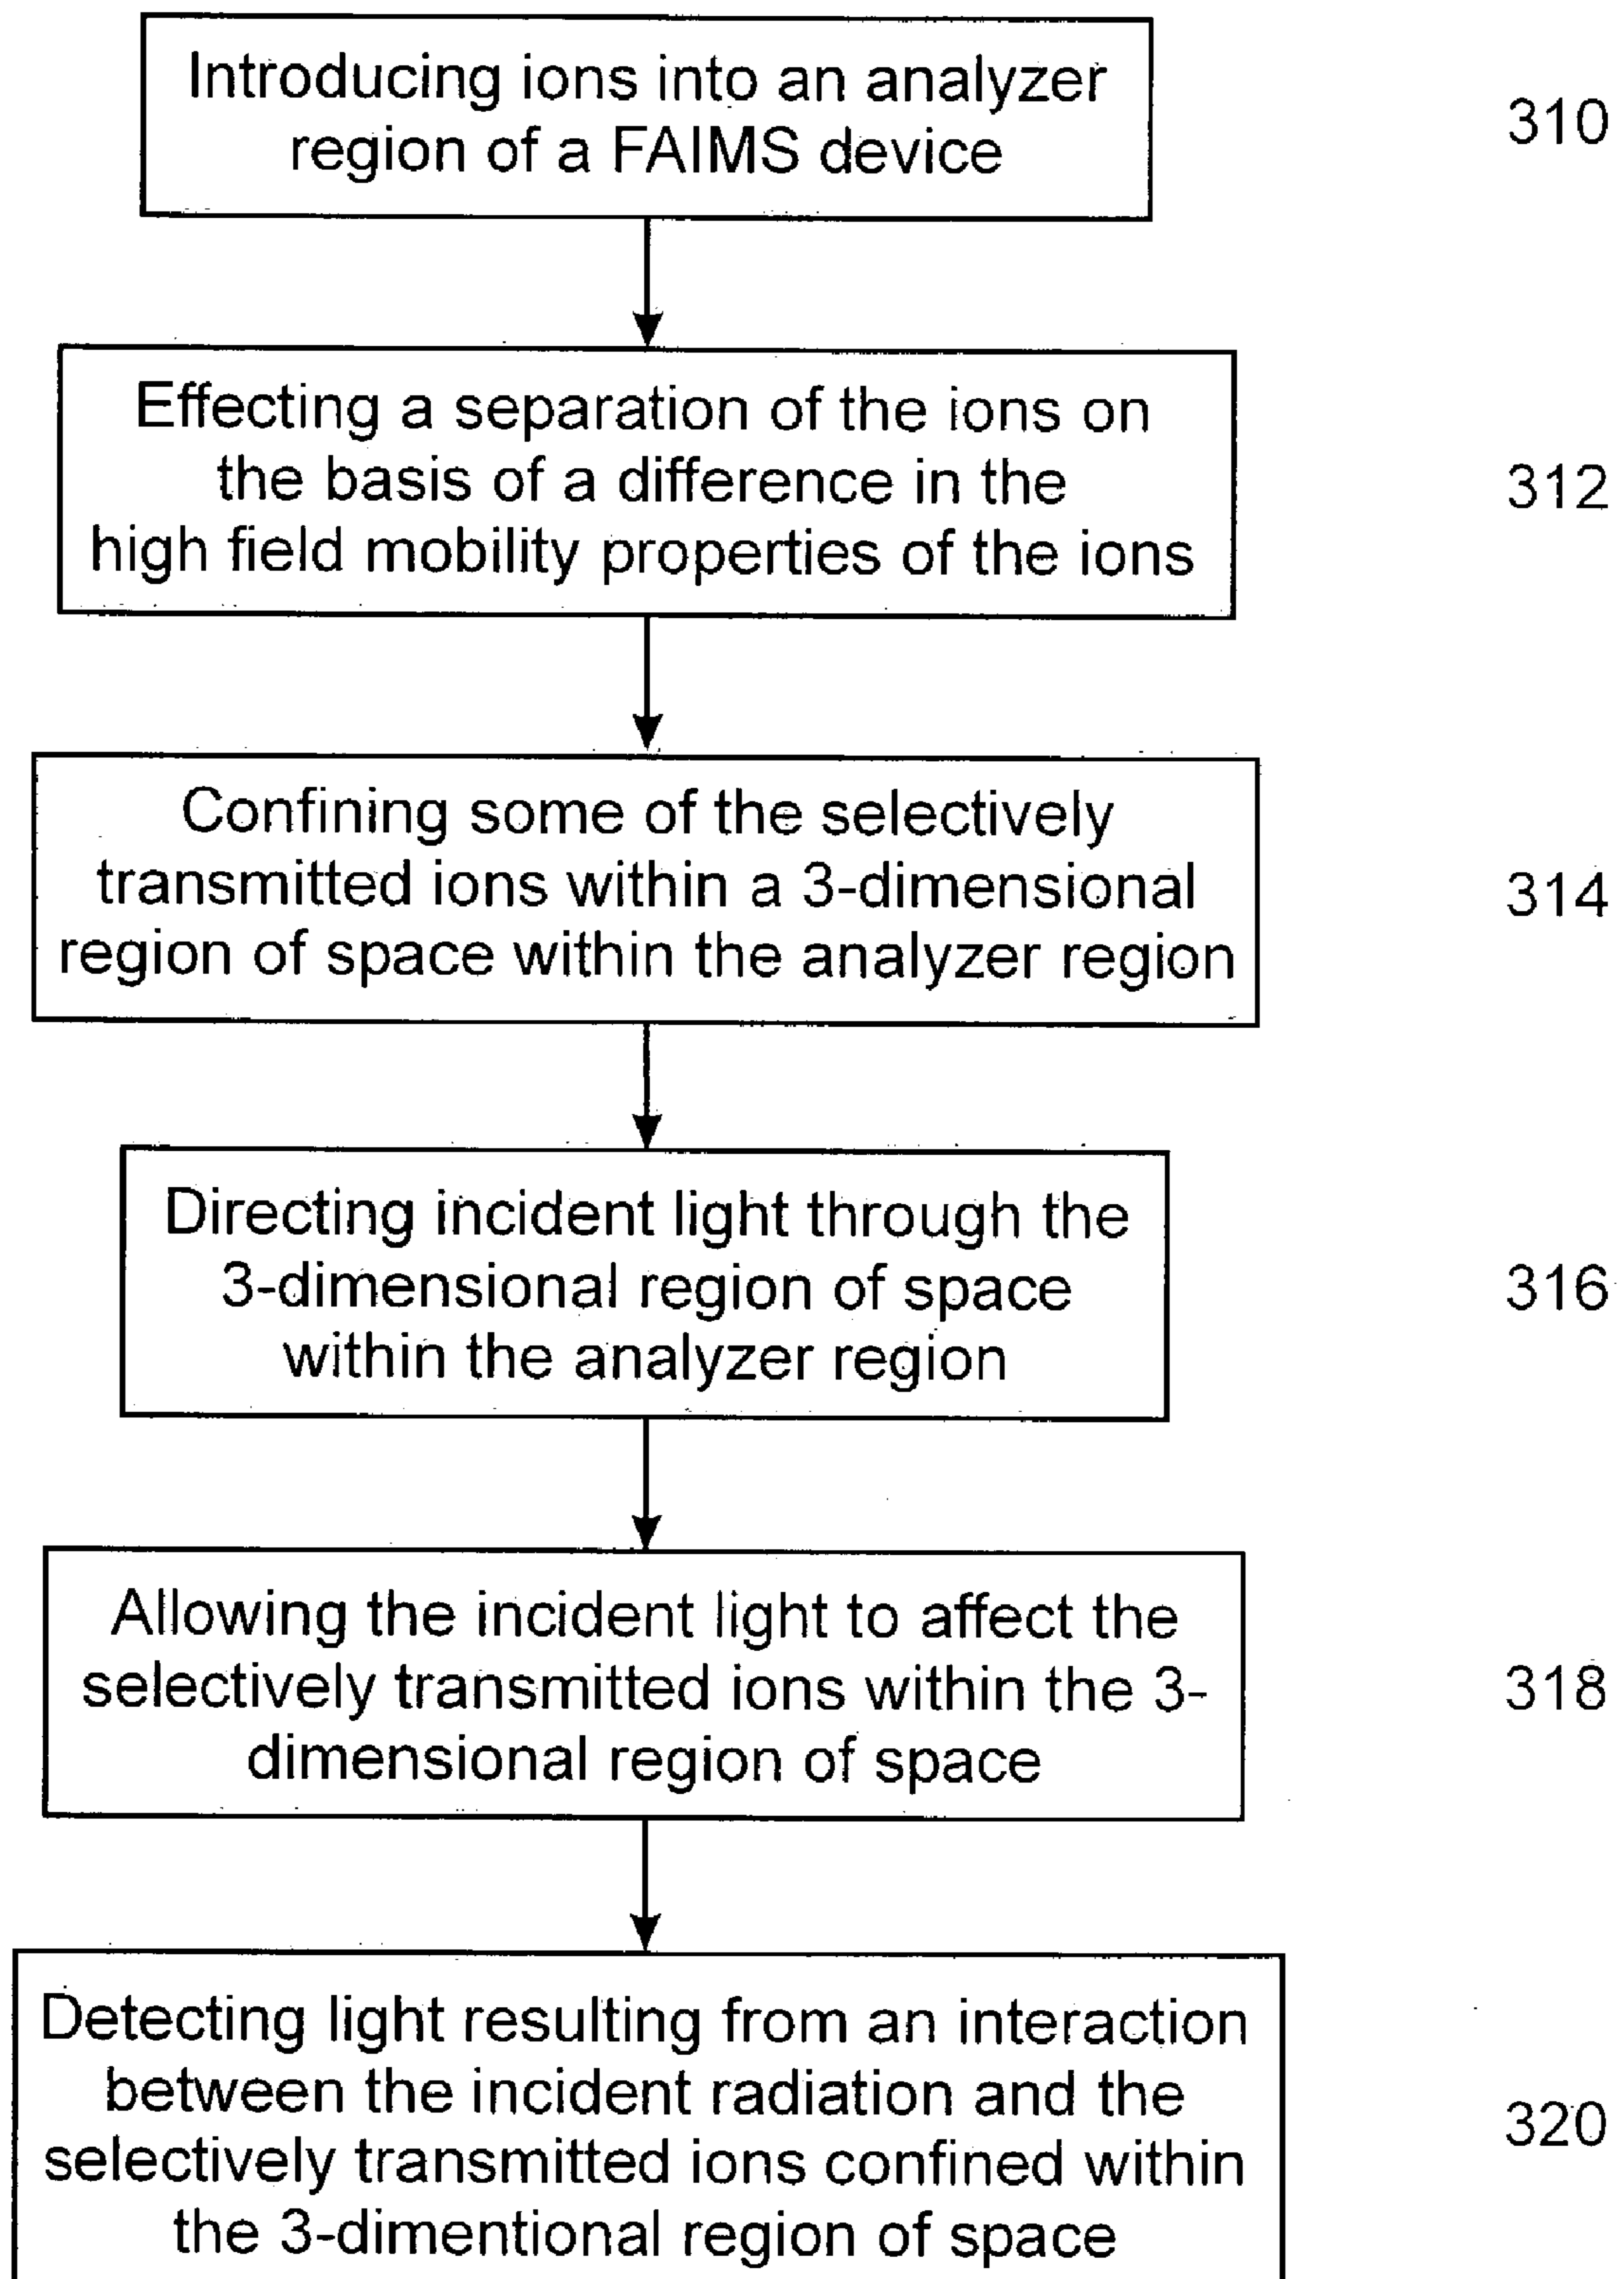 Introducing ions into an analyzer
region of a FAIMS device
310
Effecting a separation of the ions on
the basis of a difference in the
high field mobility properties of the ions
312
Confining some of the selectively
transmitted ions within a 3-dimensional
region of space within the analyzer region
314
Directing incident light through the
3-dimensional region of space
within the analyzer region
316
Allowing the incident light to affect the
selectively transmitted ions within the 3-
dimensional region of space
318
Detecting light resulting from an interaction
between the incident radiation and the
selectively transmitted ions confined within
the 3-dimentional region of space
320